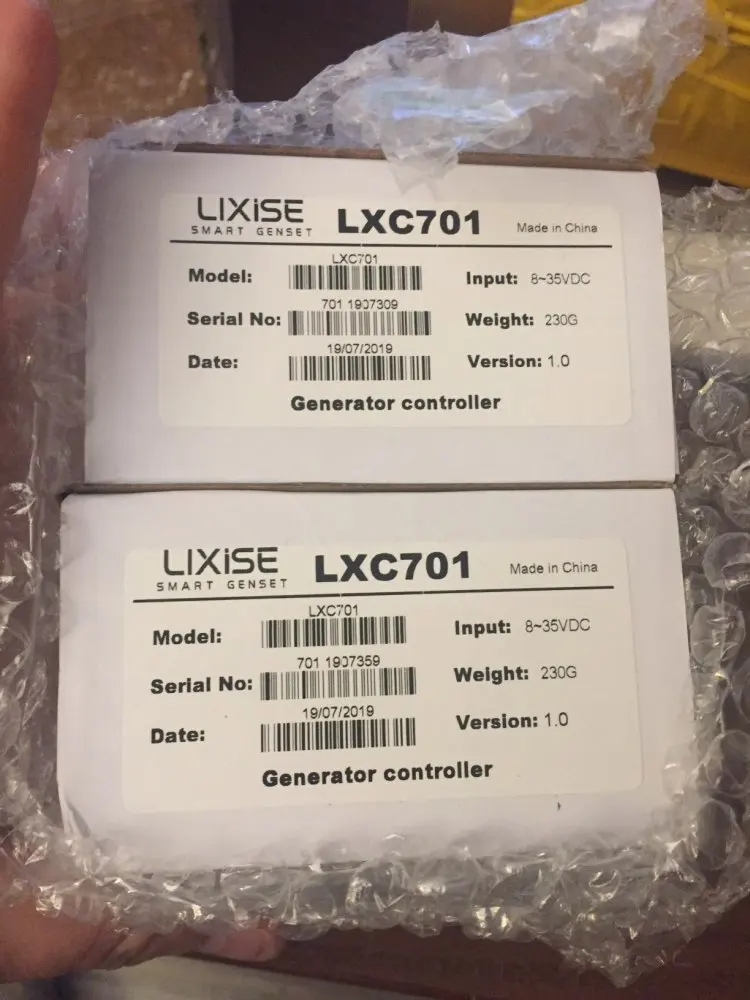 LIXiSE LXC701 Made in China
SMART GENSET
LXC701
Model: Input: 8~35VDC
701 1907309
Serial No: Weight: 230G
19/07/2019
Date: Version: 1.0
Generator controller
LIXiSE LXC701 Made in China
SMART GENSET
LXC701
Model: Input: 8~35VDC
701 1907359
Serial No: Weight: 230G
19/07/2019
Date: Version: 1.0
Generator controller